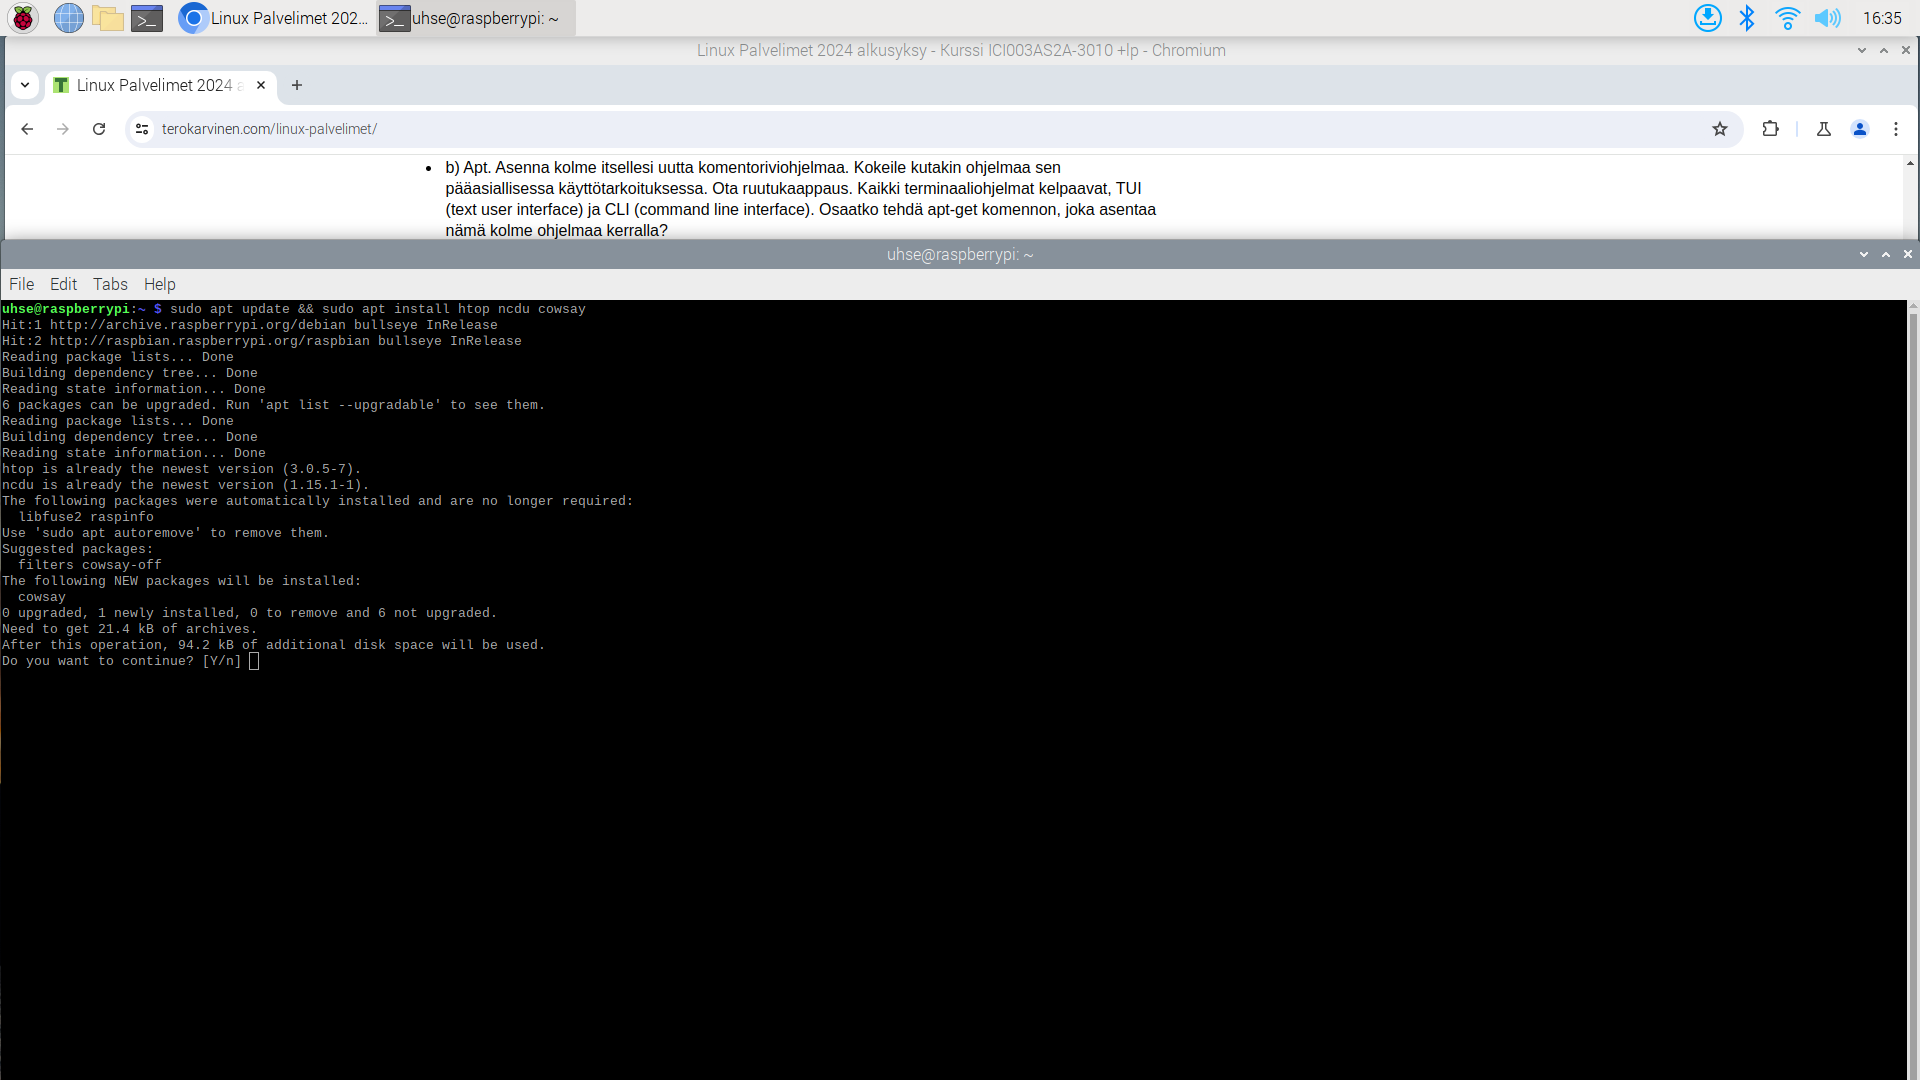 Linux Palvelimet 202...
uhse@raspberrypi: ~
16:35
Linux Palvelimet 2024 alkusyksy - Kurssi ICI003AS2A-3010 +lp - Chromium
Linux Palvelimet 2024 a
terokarvinen.com/linux-palvelimet/
• b) Apt. Asenna kolme itsellesi uutta komentoriviohjelmaa. Kokeile kutakin ohjelmaa sen
pääasiallisessa käyttötarkoituksessa. Ota ruutukaappaus. Kaikki terminaaliohjelmat kelpaavat, TUI
(text user interface) ja CLI (command line interface). Osaatko tehdä apt-get komennon, joka asentaa
nämä kolme ohjelmaa kerralla?
uhse@raspberrypi: ~
File Edit Tabs Help
uhse@raspberrypi:~ $ sudo apt update && sudo apt install htop ncdu cowsay
Hit:1 http://archive.raspberrypi.org/debian bullseye InRelease
Hit:2 http://raspbian.raspberrypi.org/raspbian bullseye InRelease
Reading package lists... Done
Building dependency tree... Done
Reading state information... Done
6 packages can be upgraded. Run 'apt list --upgradable' to see them.
Reading package lists... Done
Building dependency tree... Done
Reading state information... Done
htop is already the newest version (3.0.5-7).
ncdu is already the newest version (1.15.1-1).
The following packages were automatically installed and are no longer required:
  libfuse2 raspinfo
Use 'sudo apt autoremove' to remove them.
Suggested packages:
  filters cowsay-off
The following NEW packages will be installed:
  cowsay
0 upgraded, 1 newly installed, 0 to remove and 6 not upgraded.
Need to get 21.4 kB of archives.
After this operation, 94.2 kB of additional disk space will be used.
Do you want to continue? [Y/n]